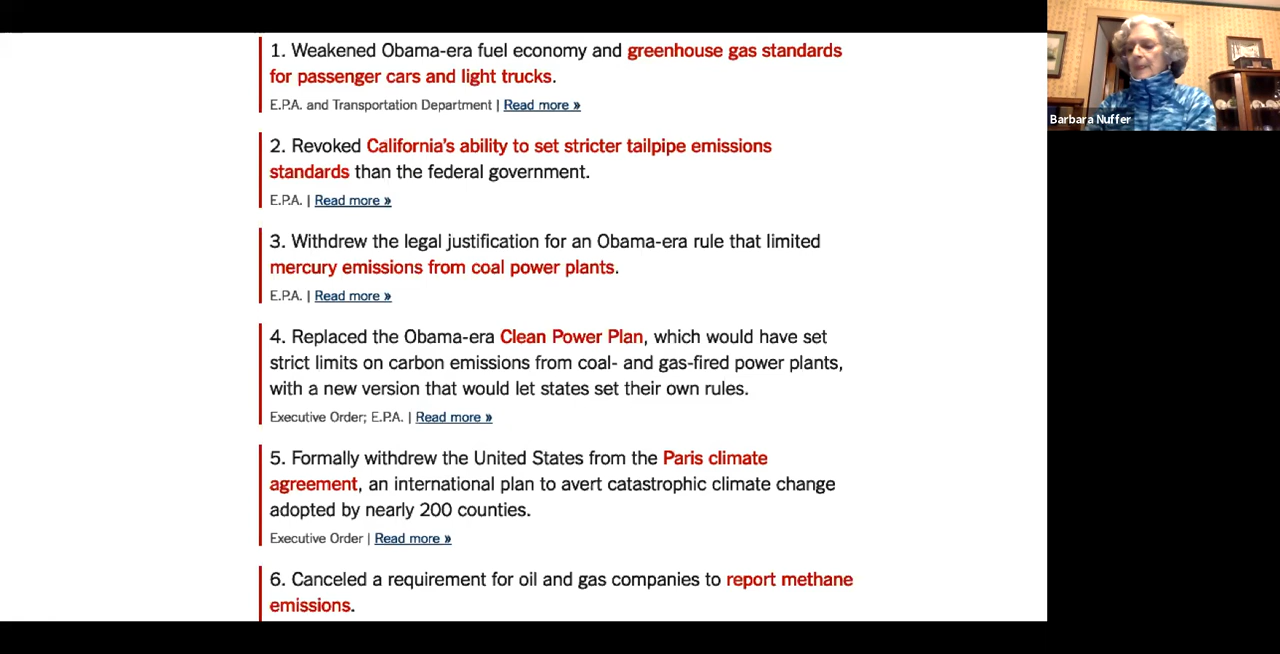 1. Weakened Obama-era fuel economy and greenhouse gas standards
for passenger cars and light trucks.
E.P.A. and Transportation Department | Read more »
2. Revoked California's ability to set stricter tailpipe emissions
standards than the federal government.
E.P.A. | Read more »
3. Withdrew the legal justification for an Obama-era rule that limited
mercury emissions from coal power plants.
E.P.A. | Read more »
4. Replaced the Obama-era Clean Power Plan, which would have set
strict limits on carbon emissions from coal- and gas-fired power plants,
with a new version that would let states set their own rules.
Executive Order; E.P.A. | Read more »
5. Formally withdrew the United States from the Paris climate
agreement, an international plan to avert catastrophic climate change
adopted by nearly 200 counties.
Executive Order | Read more »
6. Canceled a requirement for oil and gas companies to report methane
emissions.
Barbara Nuffer